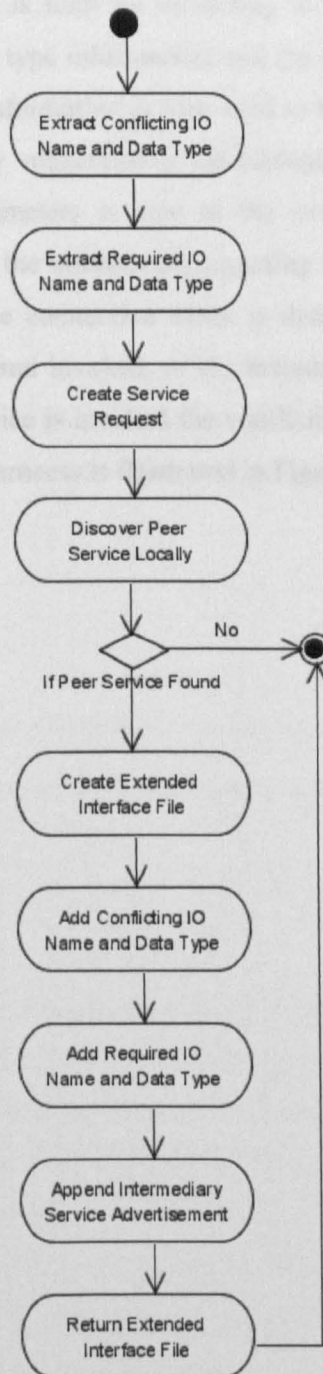 Extract Conflicting IO
Name and Data Type
Extract Required IO
Name and Data Type
Create Service
Request
Discover Peer
Service Locally
No
If Peer Service Found
Create Extended
Interface File
Add Conflicting IO
Name and Data Type
Add Required IO
Name and Data Type
Append Intermediary
Service Advertisement
Return Extended
Interface File